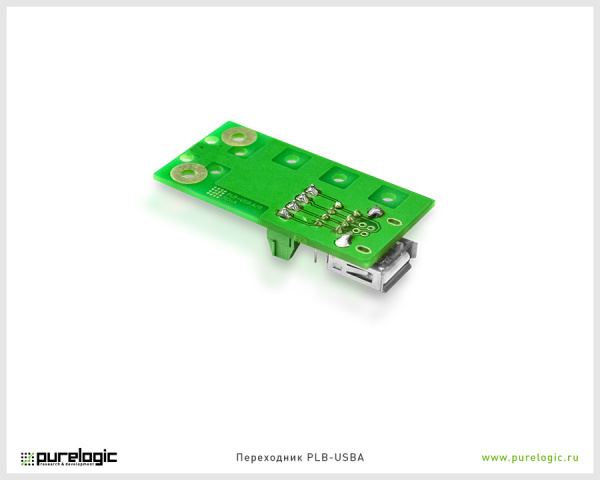 purelogic
research & development
Переходник PLB-USBA
www.purelogic.ru